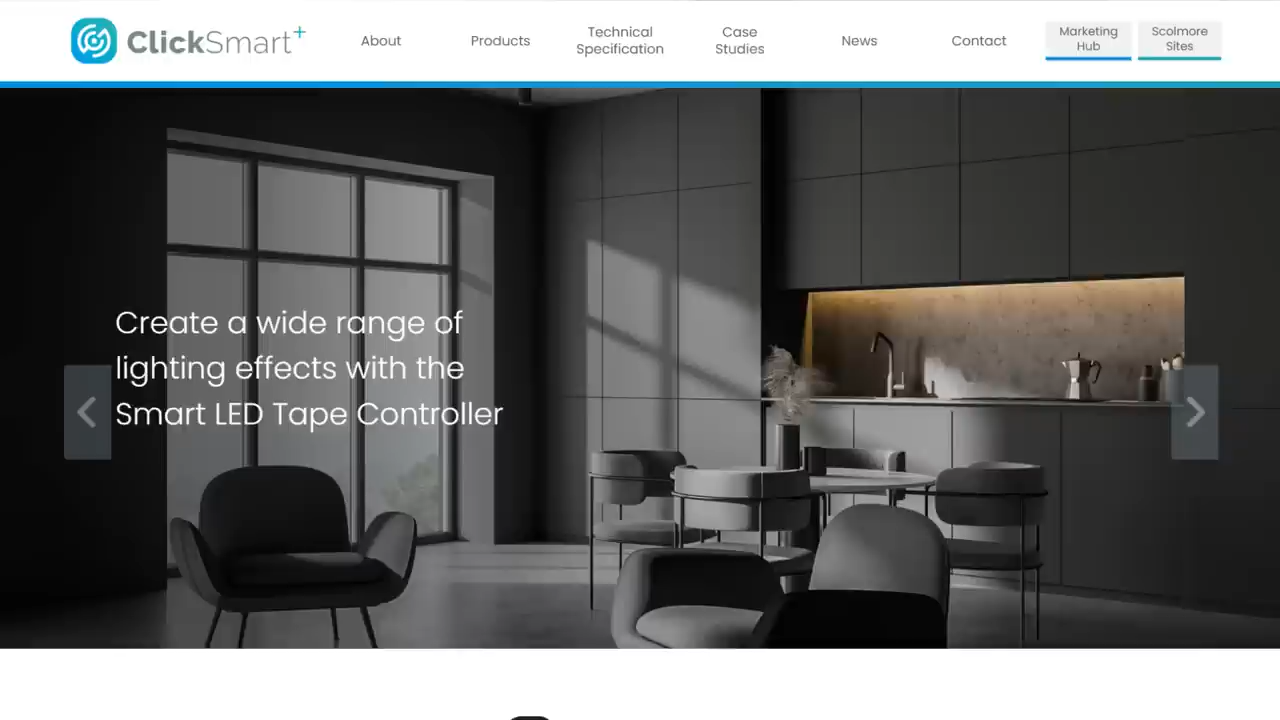 ClickSmart+
About
Products
Technical
Specification
Case
Studies
News
Contact
Marketing
Hub
Scolmore
Sites
Create a wide range of
lighting effects with the
Smart LED Tape Controller